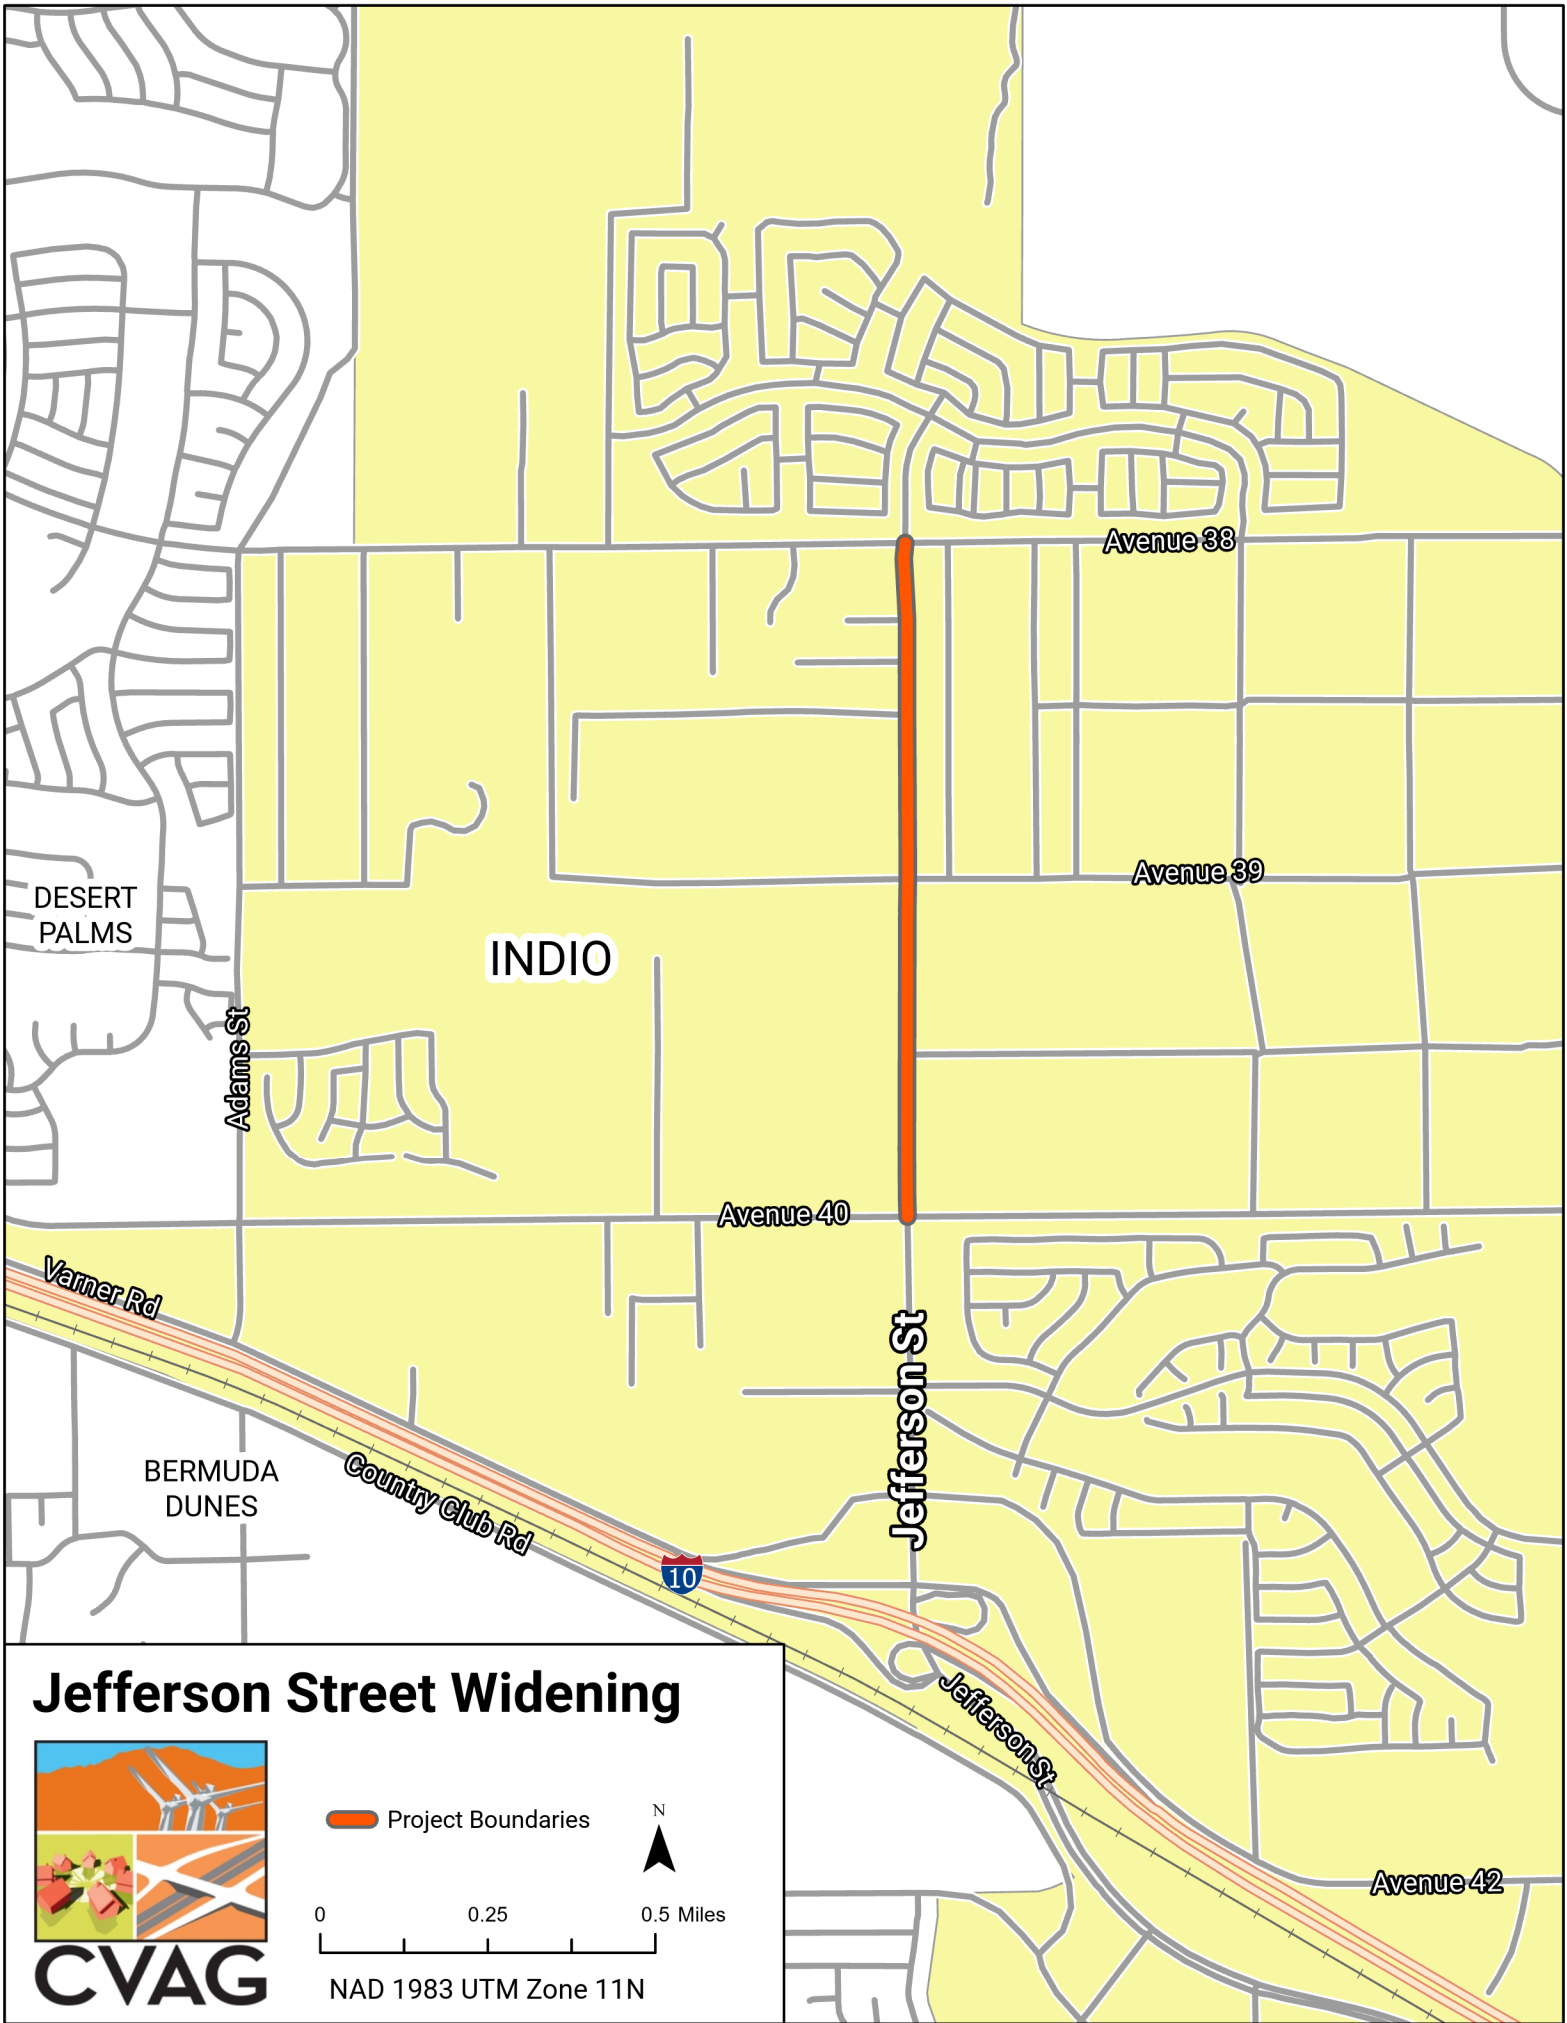 Avenue 38
Avenue 39
DESERT
PALMS
INDIO
Adams St
Avenue 40
Varner Rd
Jefferson St
BERMUDA
DUNES
Country Club Rd
10
Jefferson St
Avenue 42
Jefferson Street Widening
Project Boundaries
N
0 0.25 0.5 Miles
NAD 1983 UTM Zone 11N
CVAG